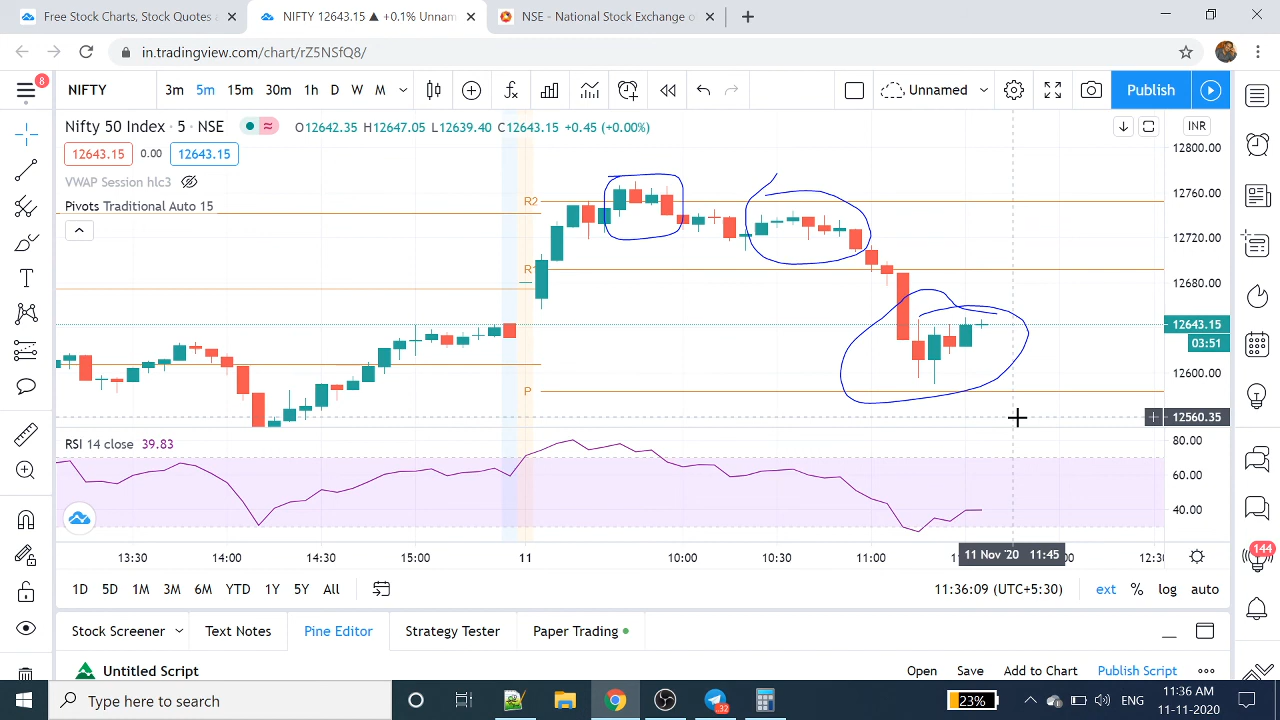 Free Stock Charts, Stock Quotes a
NIFTY 12643.15 ▲ +0.1% Unnam
NSE - National Stock Exchange o
in.tradingview.com/chart/rZ5NSfQ8/
8
NIFTY 3m 5m 15m 30m 1h D W M Unnamed Publish
Nifty 50 Index · 5 · NSE O12642.35 H12647.05 L12639.40 C12643.15 +0.45 (+0.00%) INR
12643.15 0.00 12643.15
VWAP Session hlc3
Pivots Traditional Auto 15
12800.00
12760.00
12720.00
12680.00
12643.15
03:51
12600.00
12560.35
R2
P
RSI 14 close 39.83
80.00
60.00
40.00
13:30 14:00 14:30 15:00 11 10:00 10:30 11:00 11 Nov '20 11:45 12:3
1D 5D 1M 3M 6M YTD 1Y 5Y All 11:36:09 (UTC+5:30) ext % log auto
Stock Screener Text Notes Pine Editor Strategy Tester Paper Trading
Untitled Script Open Save Add to Chart Publish Script
144
Type here to search 32 23% ENG 11:36 AM
11-11-2020